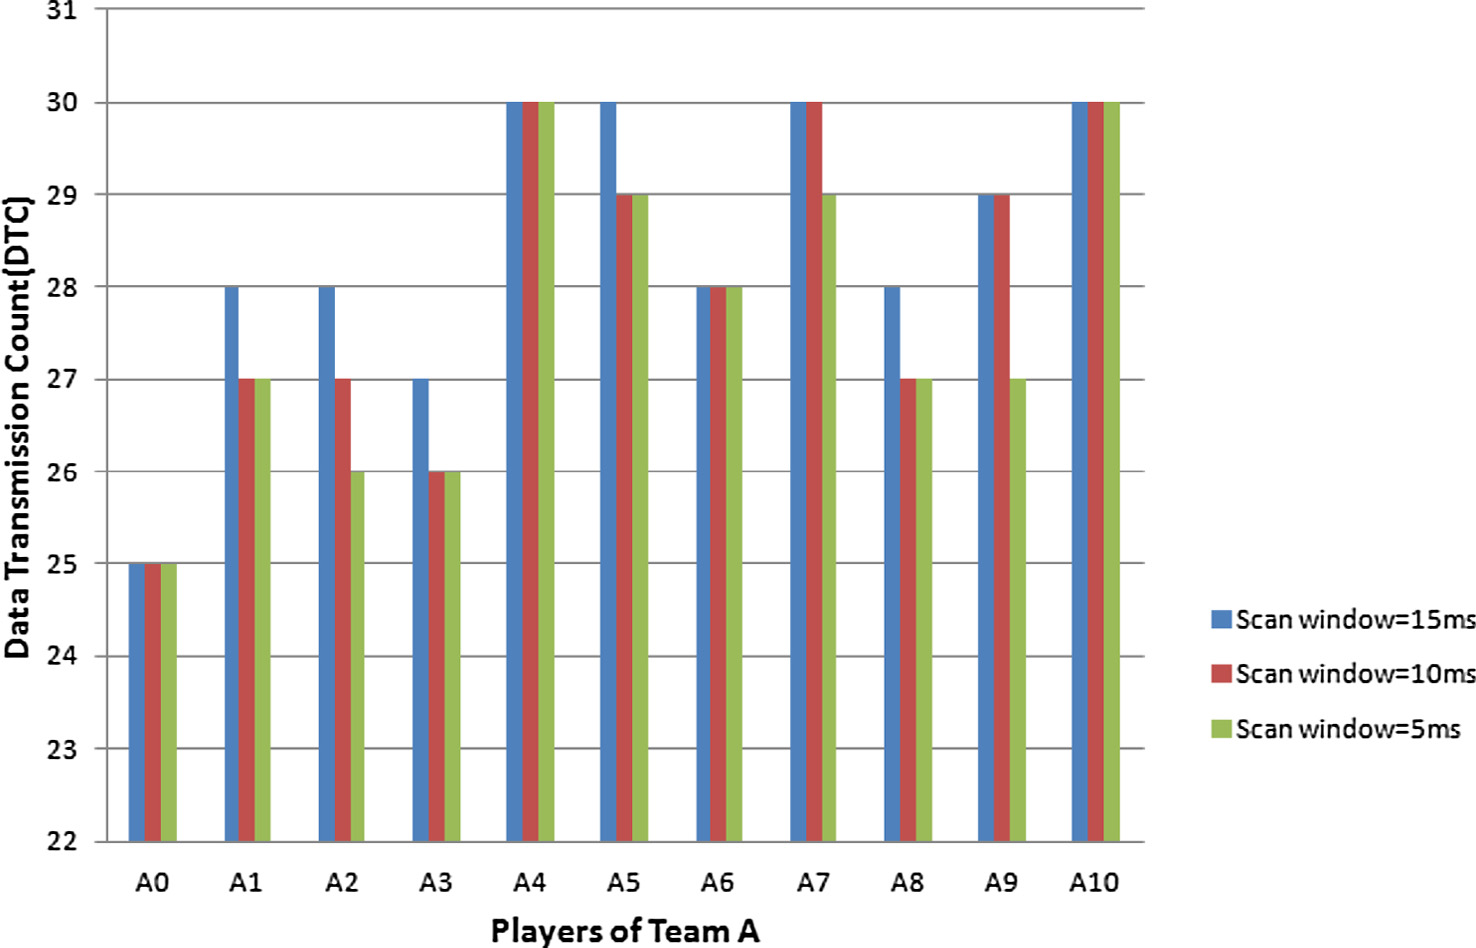 31
30
29
28
27
26
25
24
23
22
Data Transmission Count(DTC)
A0 A1 A2 A3 A4 A5 A6 A7 A8 A9 A10
Players of Team A
Scan window=15ms
Scan window=10ms
Scan window=5ms